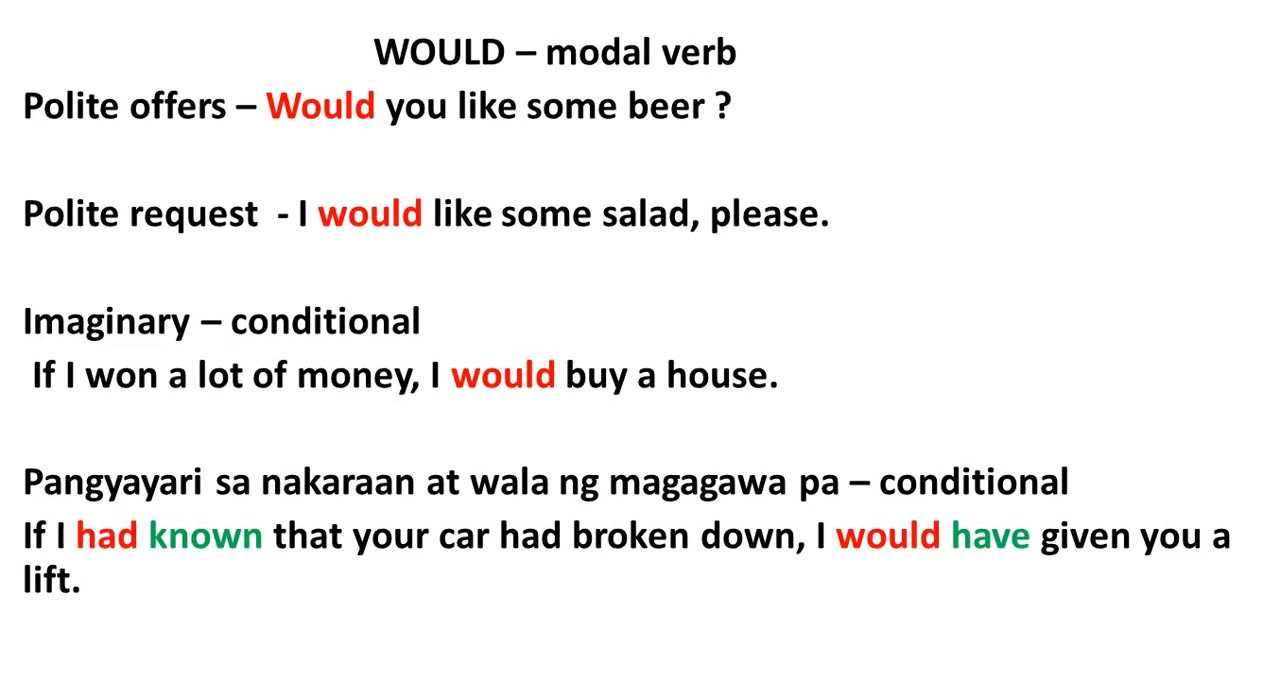 WOULD – modal verb
Polite offers – Would you like some beer ?
Polite request - I would like some salad, please.
Imaginary – conditional
If I won a lot of money, I would buy a house.
Pangyayari sa nakaraan at wala ng magagawa pa – conditional
If I had known that your car had broken down, I would have given you a
lift.